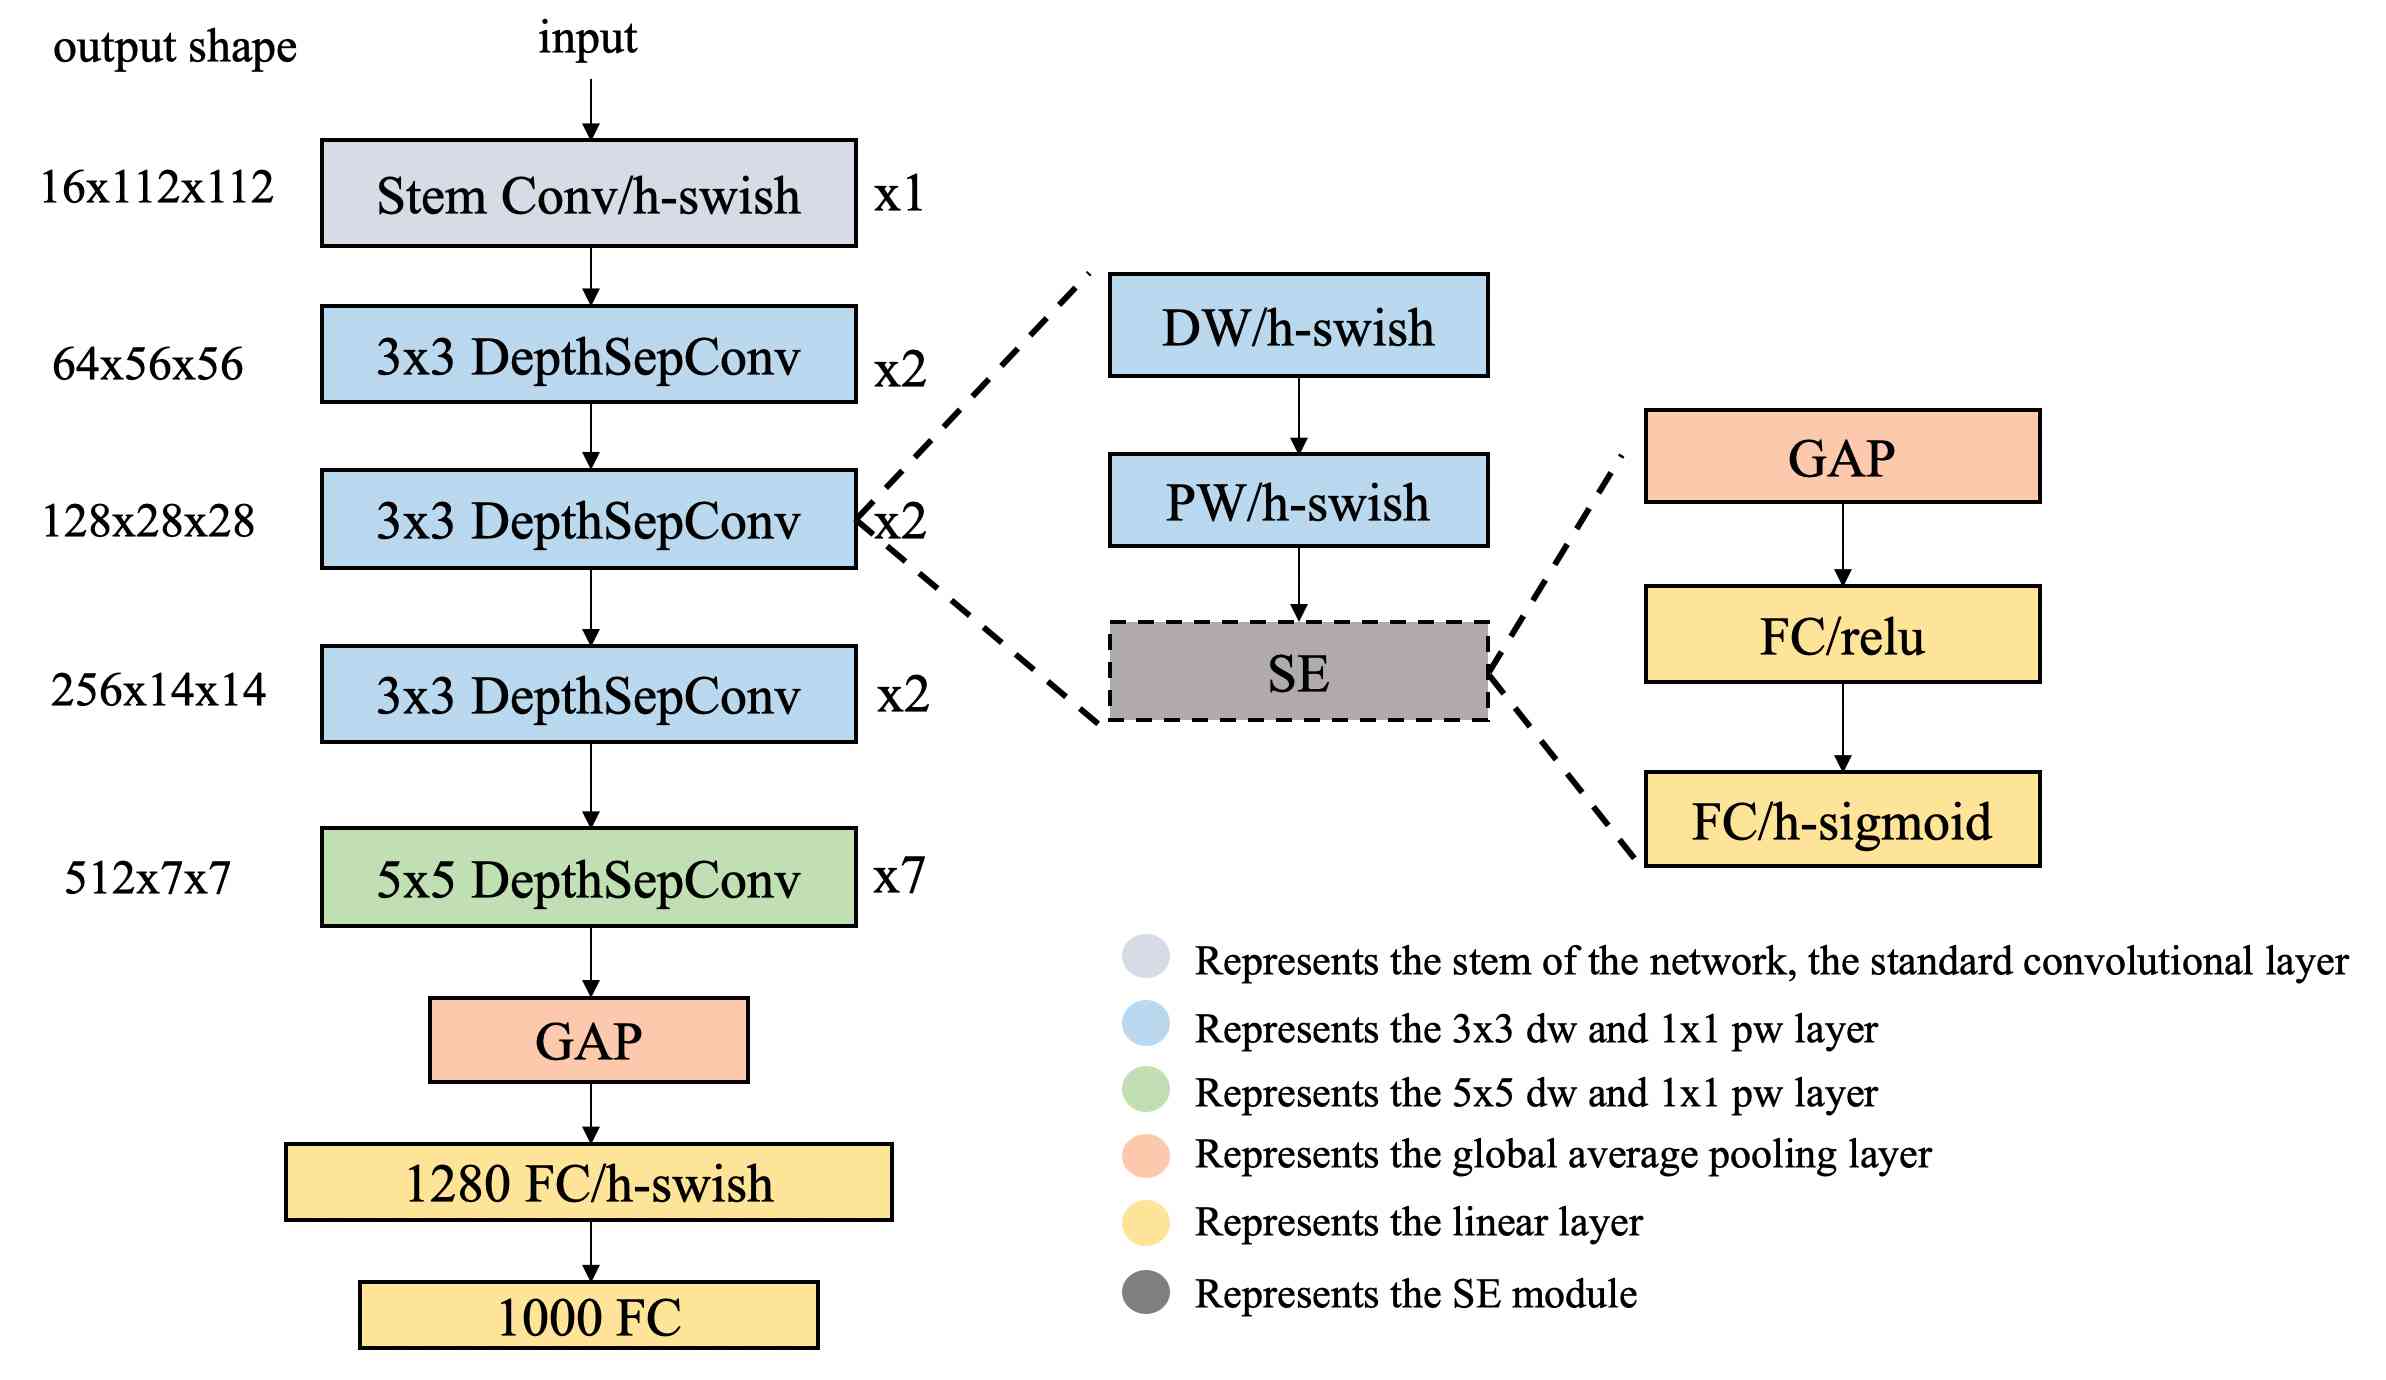 output shape
input
16x112x112
Stem Conv/h-swish
x1
64x56x56
3x3 DepthSepConv
x2
128x28x28
3x3 DepthSepConv
x2
256x14x14
3x3 DepthSepConv
x2
512x7x7
5x5 DepthSepConv
x7
GAP
1280 FC/h-swish
1000 FC
DW/h-swish
PW/h-swish
SE
GAP
FC/relu
FC/h-sigmoid
Represents the stem of the network, the standard convolutional layer
Represents the 3x3 dw and 1x1 pw layer
Represents the 5x5 dw and 1x1 pw layer
Represents the global average pooling layer
Represents the linear layer
Represents the SE module